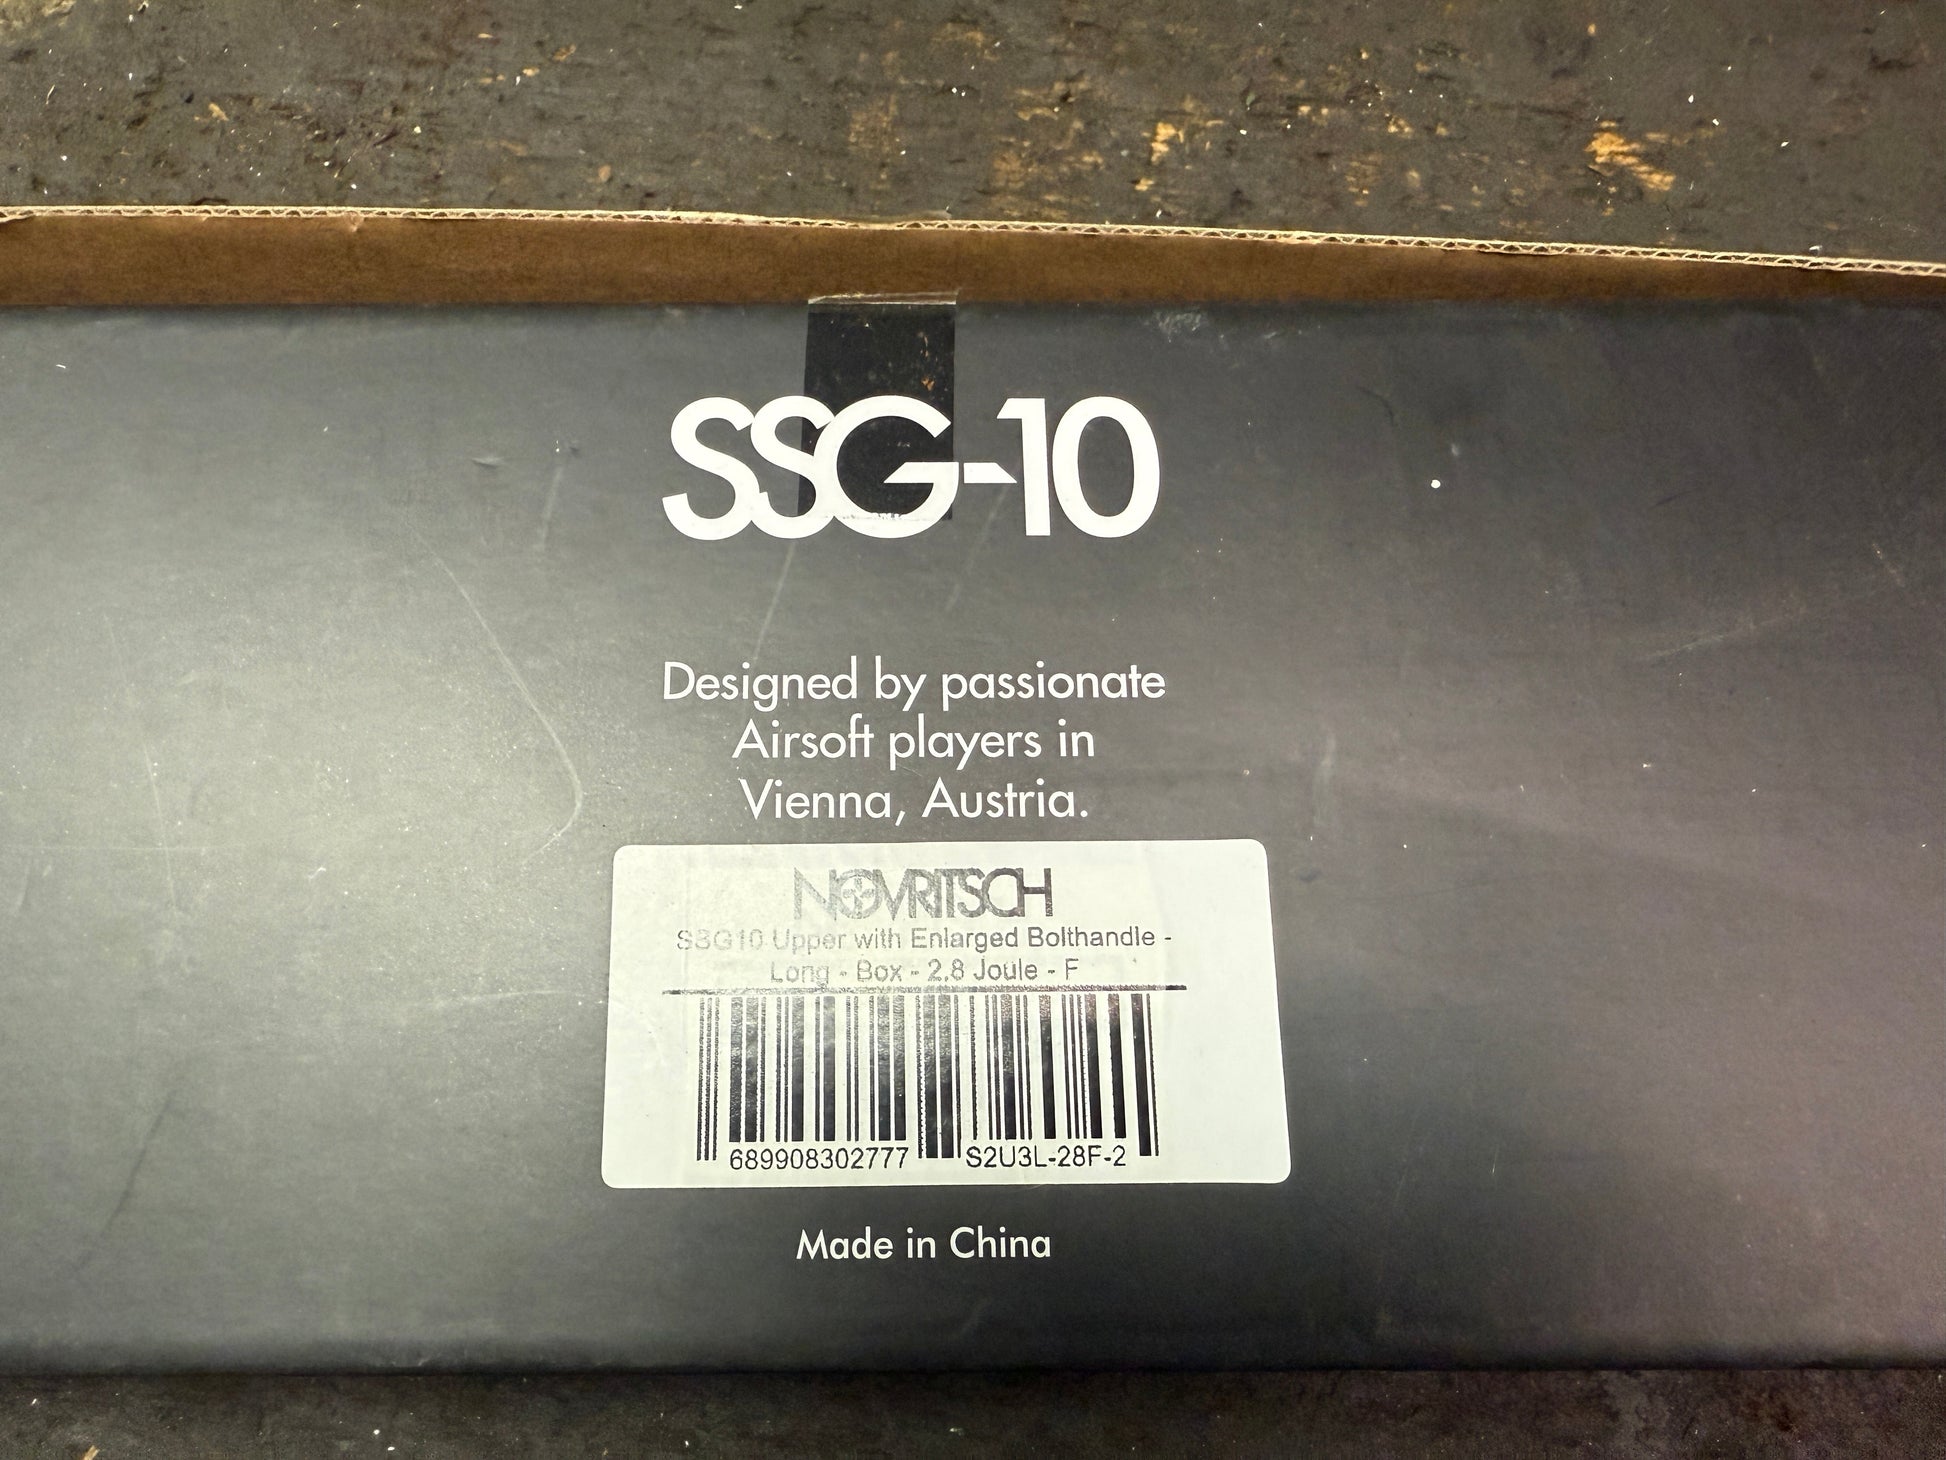 SSG-10
Designed by passionate
Airsoft players in
Vienna, Austria.
NOVRITSCH
SSG10 Upper with Enlarged Bolthandle -
Long - Box - 2.8 Joule - F
689908302777 S2U3L-28F-2
Made in China